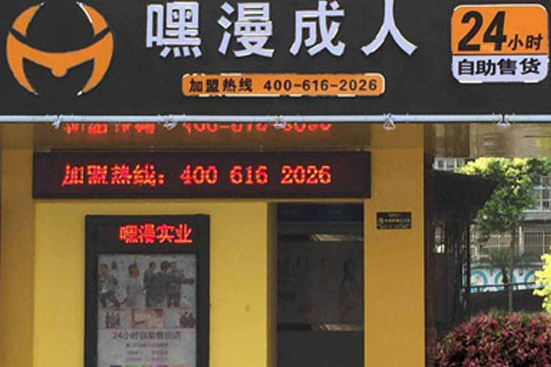 嘿漫成人
24小时
自助售货
加盟热线 400-616-2026
加盟热线：400 616 2026
嘿漫实业
24小时自助售货店